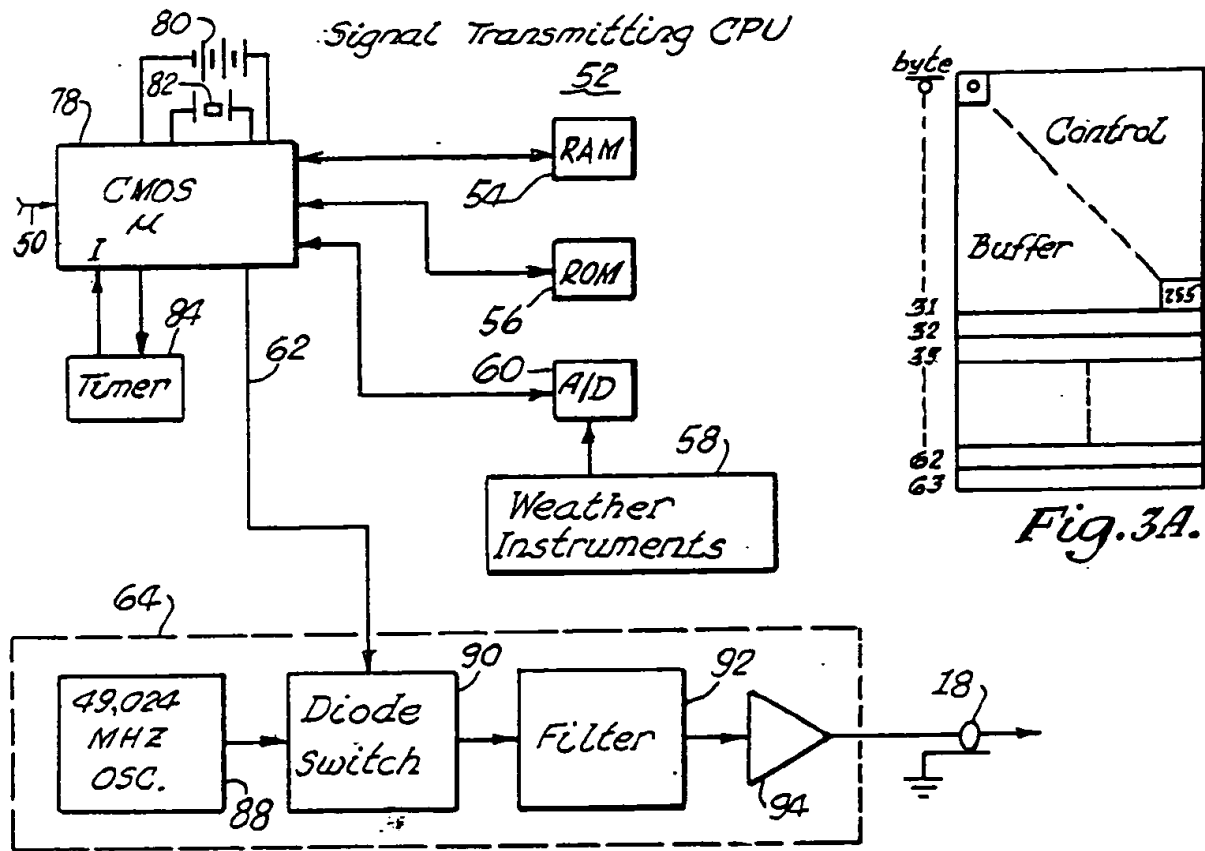 Signal Transmitting CPU
52
80
82
78
CMOS
μ
I
50
84
Timer
62
RAM
54
ROM
56
60
A/D
58
Weather
Instruments
byte
0
0
Control
Buffer
255
31
32
33
62
63
Fig.3A.
64
49,024
MHZ
OSC.
88
Diode
Switch
90
Filter
92
94
18